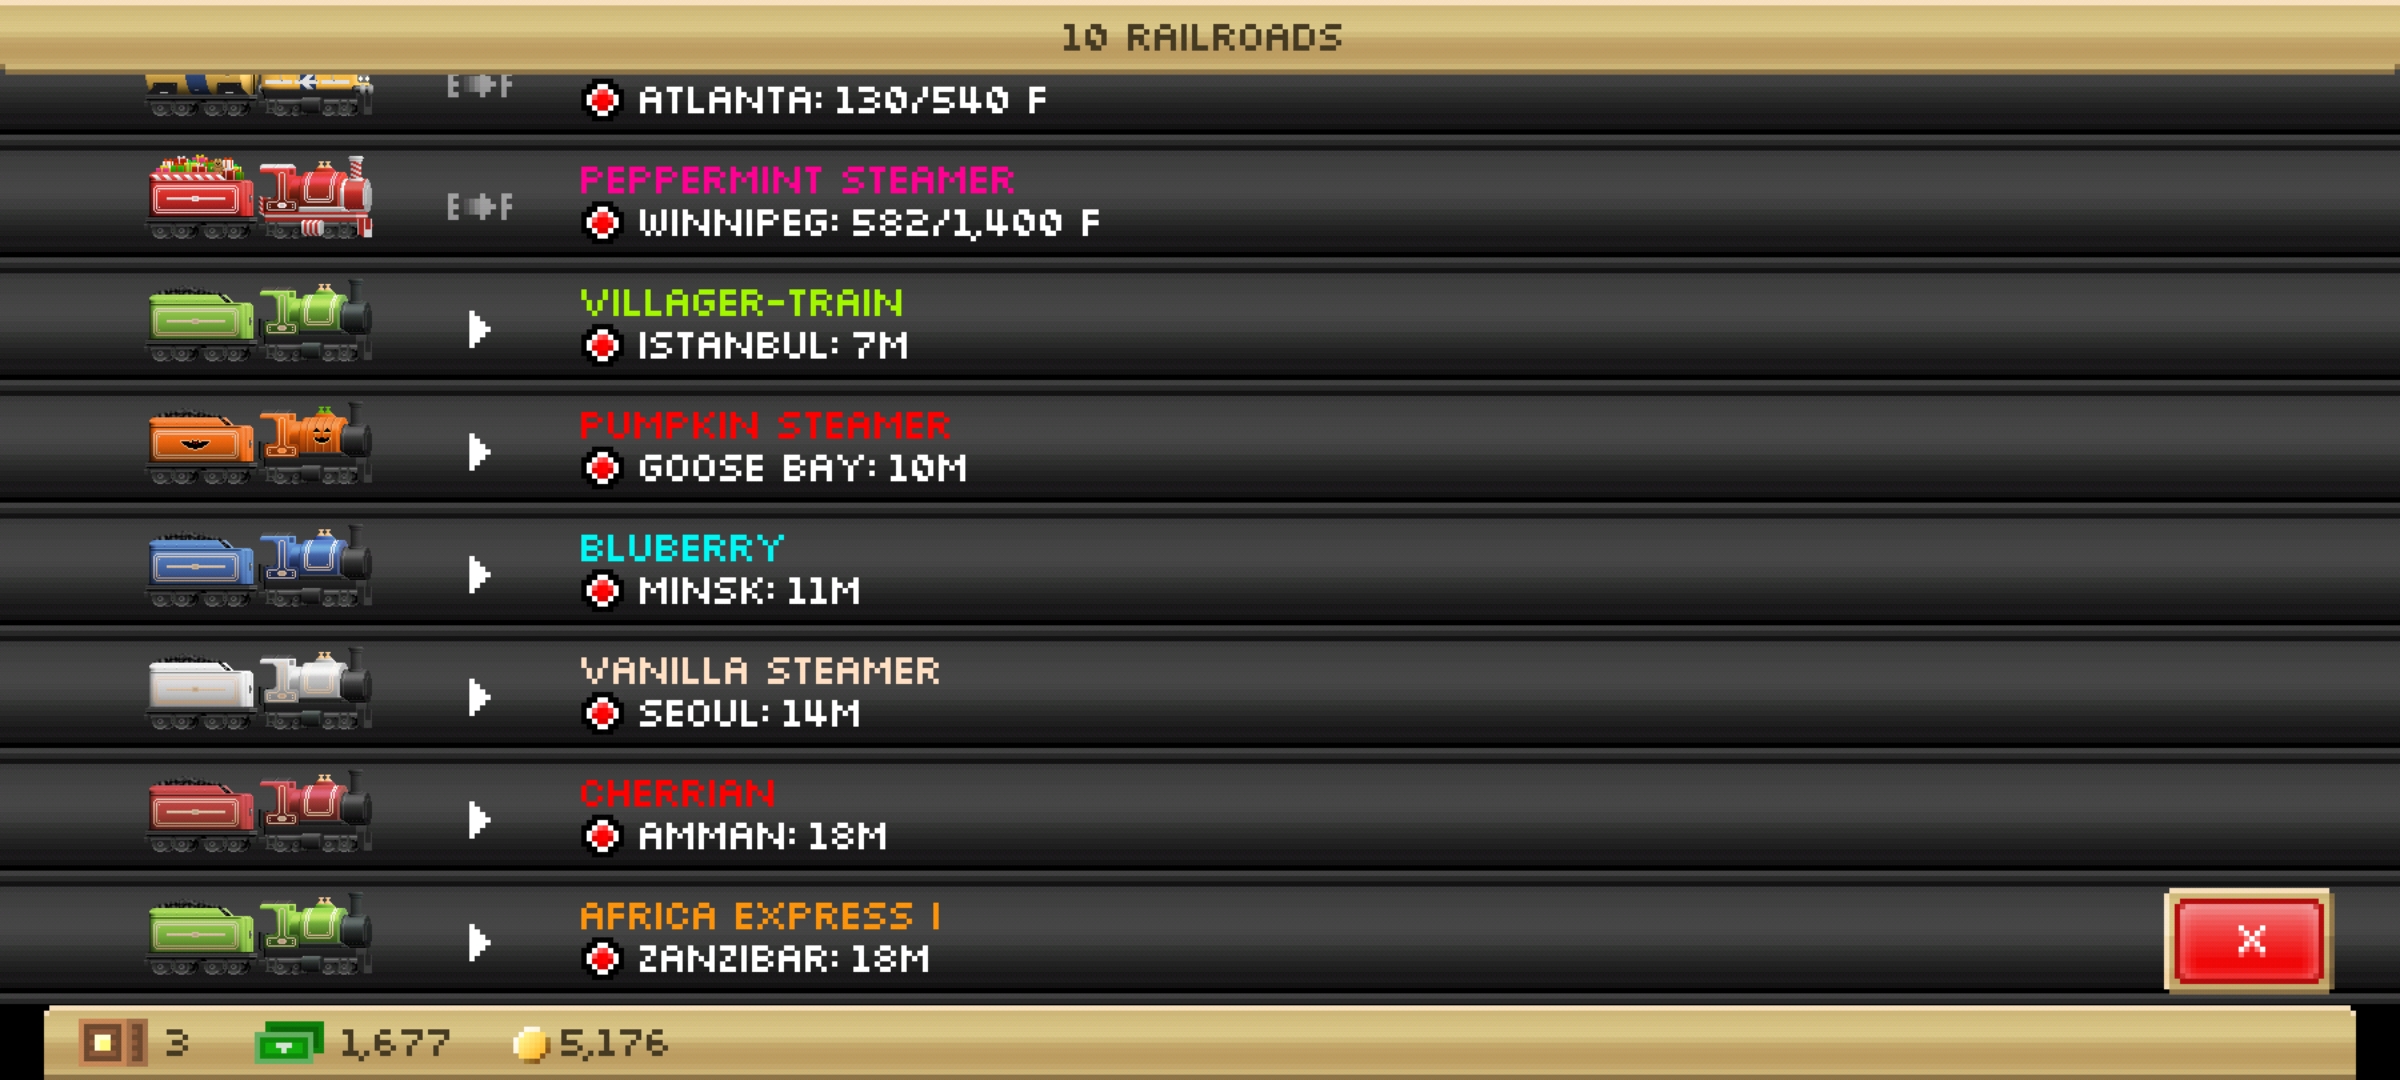 10 RAILROADS
E F
ATLANTA: 130/540 F
PEPPERMINT STEAMER
E F
WINNIPEG: 582/1,400 F
VILLAGER-TRAIN
ISTANBUL: 7M
PUMPKIN STEAMER
GOOSE BAY: 10M
BLUBERRY
MINSK: 11M
VANILLA STEAMER
SEOUL: 14M
CHERRIAN
AMMAN: 18M
AFRICA EXPRESS I
ZANZIBAR: 18M
X
3 1,677 5,176